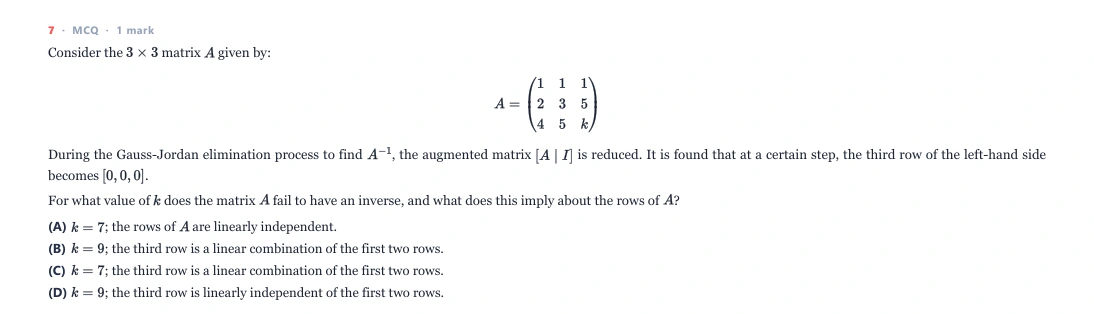 7 · MCQ · 1 mark
Consider the 3 × 3 matrix A given by:
A = (1 1 1
2 3 5
4 5 k)
During the Gauss-Jordan elimination process to find A⁻¹, the augmented matrix [A | I] is reduced. It is found that at a certain step, the third row of the left-hand side
becomes [0, 0, 0].
For what value of k does the matrix A fail to have an inverse, and what does this imply about the rows of A?
(A) k = 7; the rows of A are linearly independent.
(B) k = 9; the third row is a linear combination of the first two rows.
(C) k = 7; the third row is a linear combination of the first two rows.
(D) k = 9; the third row is linearly independent of the first two rows.